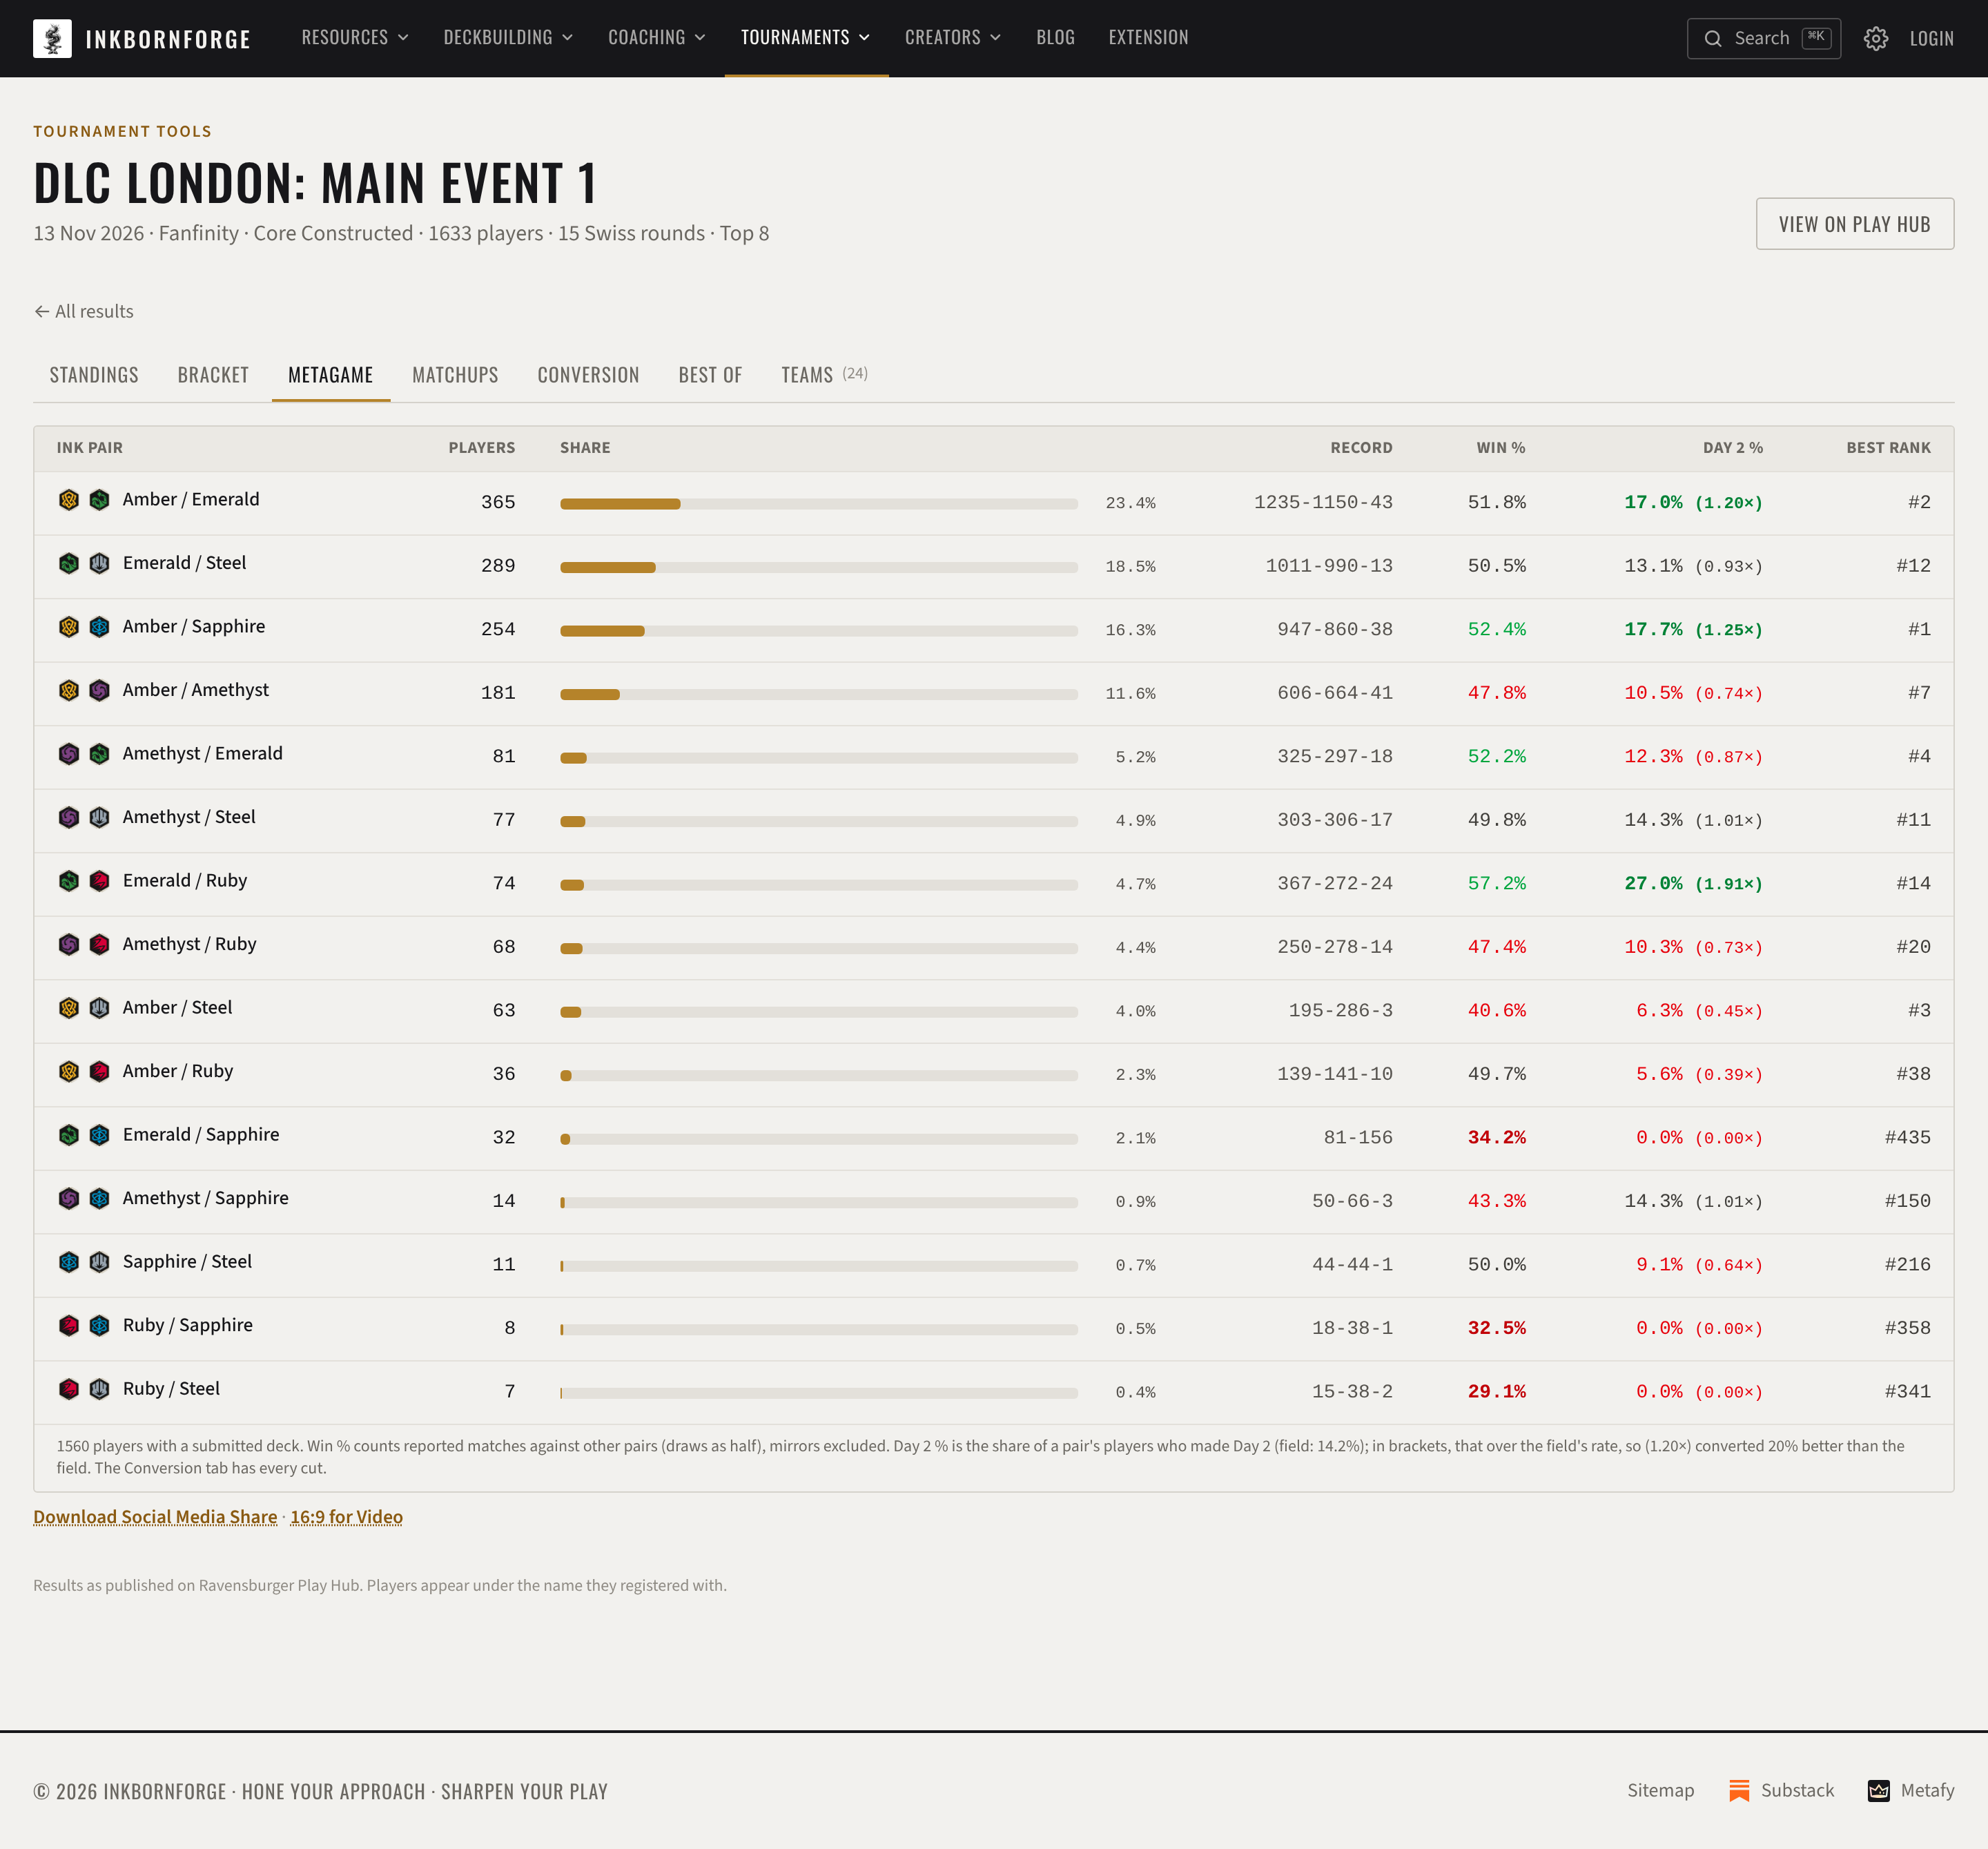 INKBORNFORGE RESOURCES DECKBUILDING COACHING TOURNAMENTS CREATORS BLOG EXTENSION Search ⌘K LOGIN
TOURNAMENT TOOLS
DLC LONDON: MAIN EVENT 1
13 Nov 2026 · Fanfinity · Core Constructed · 1633 players · 15 Swiss rounds · Top 8
VIEW ON PLAY HUB
← All results
STANDINGS BRACKET METAGAME MATCHUPS CONVERSION BEST OF TEAMS (24)
INK PAIR PLAYERS SHARE RECORD WIN % DAY 2 % BEST RANK
Amber / Emerald 365 23.4% 1235-1150-43 51.8% 17.0% (1.20×) #2
Emerald / Steel 289 18.5% 1011-990-13 50.5% 13.1% (0.93×) #12
Amber / Sapphire 254 16.3% 947-860-38 52.4% 17.7% (1.25×) #1
Amber / Amethyst 181 11.6% 606-664-41 47.8% 10.5% (0.74×) #7
Amethyst / Emerald 81 5.2% 325-297-18 52.2% 12.3% (0.87×) #4
Amethyst / Steel 77 4.9% 303-306-17 49.8% 14.3% (1.01×) #11
Emerald / Ruby 74 4.7% 367-272-24 57.2% 27.0% (1.91×) #14
Amethyst / Ruby 68 4.4% 250-278-14 47.4% 10.3% (0.73×) #20
Amber / Steel 63 4.0% 195-286-3 40.6% 6.3% (0.45×) #3
Amber / Ruby 36 2.3% 139-141-10 49.7% 5.6% (0.39×) #38
Emerald / Sapphire 32 2.1% 81-156 34.2% 0.0% (0.00×) #435
Amethyst / Sapphire 14 0.9% 50-66-3 43.3% 14.3% (1.01×) #150
Sapphire / Steel 11 0.7% 44-44-1 50.0% 9.1% (0.64×) #216
Ruby / Sapphire 8 0.5% 18-38-1 32.5% 0.0% (0.00×) #358
Ruby / Steel 7 0.4% 15-38-2 29.1% 0.0% (0.00×) #341
1560 players with a submitted deck. Win % counts reported matches against other pairs (draws as half), mirrors excluded. Day 2 % is the share of a pair's players who made Day 2 (field: 14.2%); in brackets, that over the field's rate, so (1.20×) converted 20% better than the
field. The Conversion tab has every cut.
Download Social Media Share · 16:9 for Video
Results as published on Ravensburger Play Hub. Players appear under the name they registered with.
© 2026 INKBORNFORGE · HONE YOUR APPROACH · SHARPEN YOUR PLAY Sitemap Substack Metafy